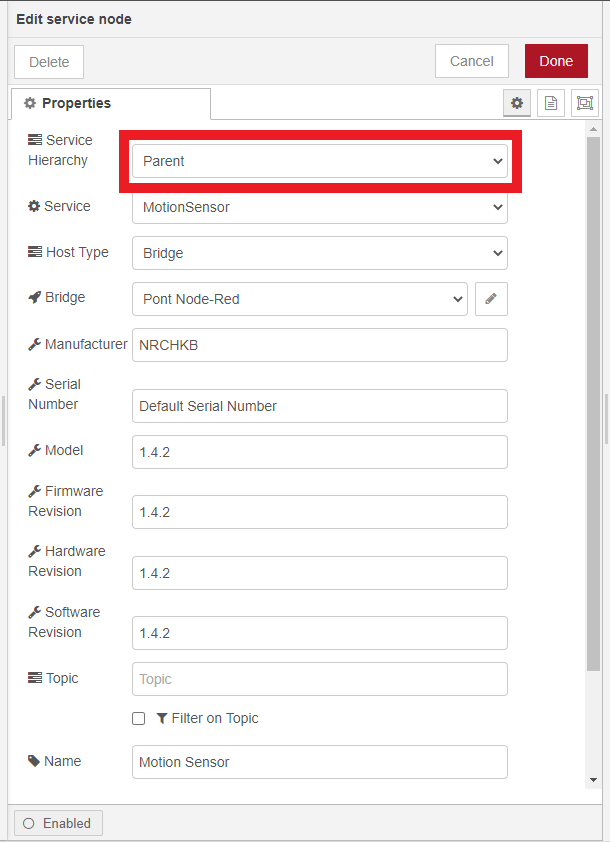 Edit service node
Delete
Cancel
Done
Properties
Service
Hierarchy
Parent
Service
MotionSensor
Host Type
Bridge
Bridge
Pont Node-Red
Manufacturer
NRCHKB
Serial
Number
Default Serial Number
Model
1.4.2
Firmware
Revision
1.4.2
Hardware
Revision
1.4.2
Software
Revision
1.4.2
Topic
Topic
Filter on Topic
Name
Motion Sensor
Enabled